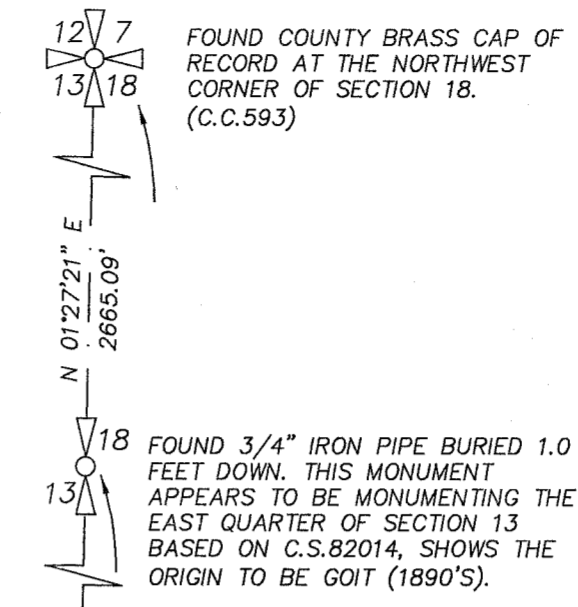 12 7
13 18
FOUND COUNTY BRASS CAP OF
RECORD AT THE NORTHWEST
CORNER OF SECTION 18.
(C.C.593)
N 01°27'21" E
2665.09'
18
13
FOUND 3/4" IRON PIPE BURIED 1.0
FEET DOWN. THIS MONUMENT
APPEARS TO BE MONUMENTING THE
EAST QUARTER OF SECTION 13
BASED ON C.S.82014, SHOWS THE
ORIGIN TO BE GOIT (1890'S).